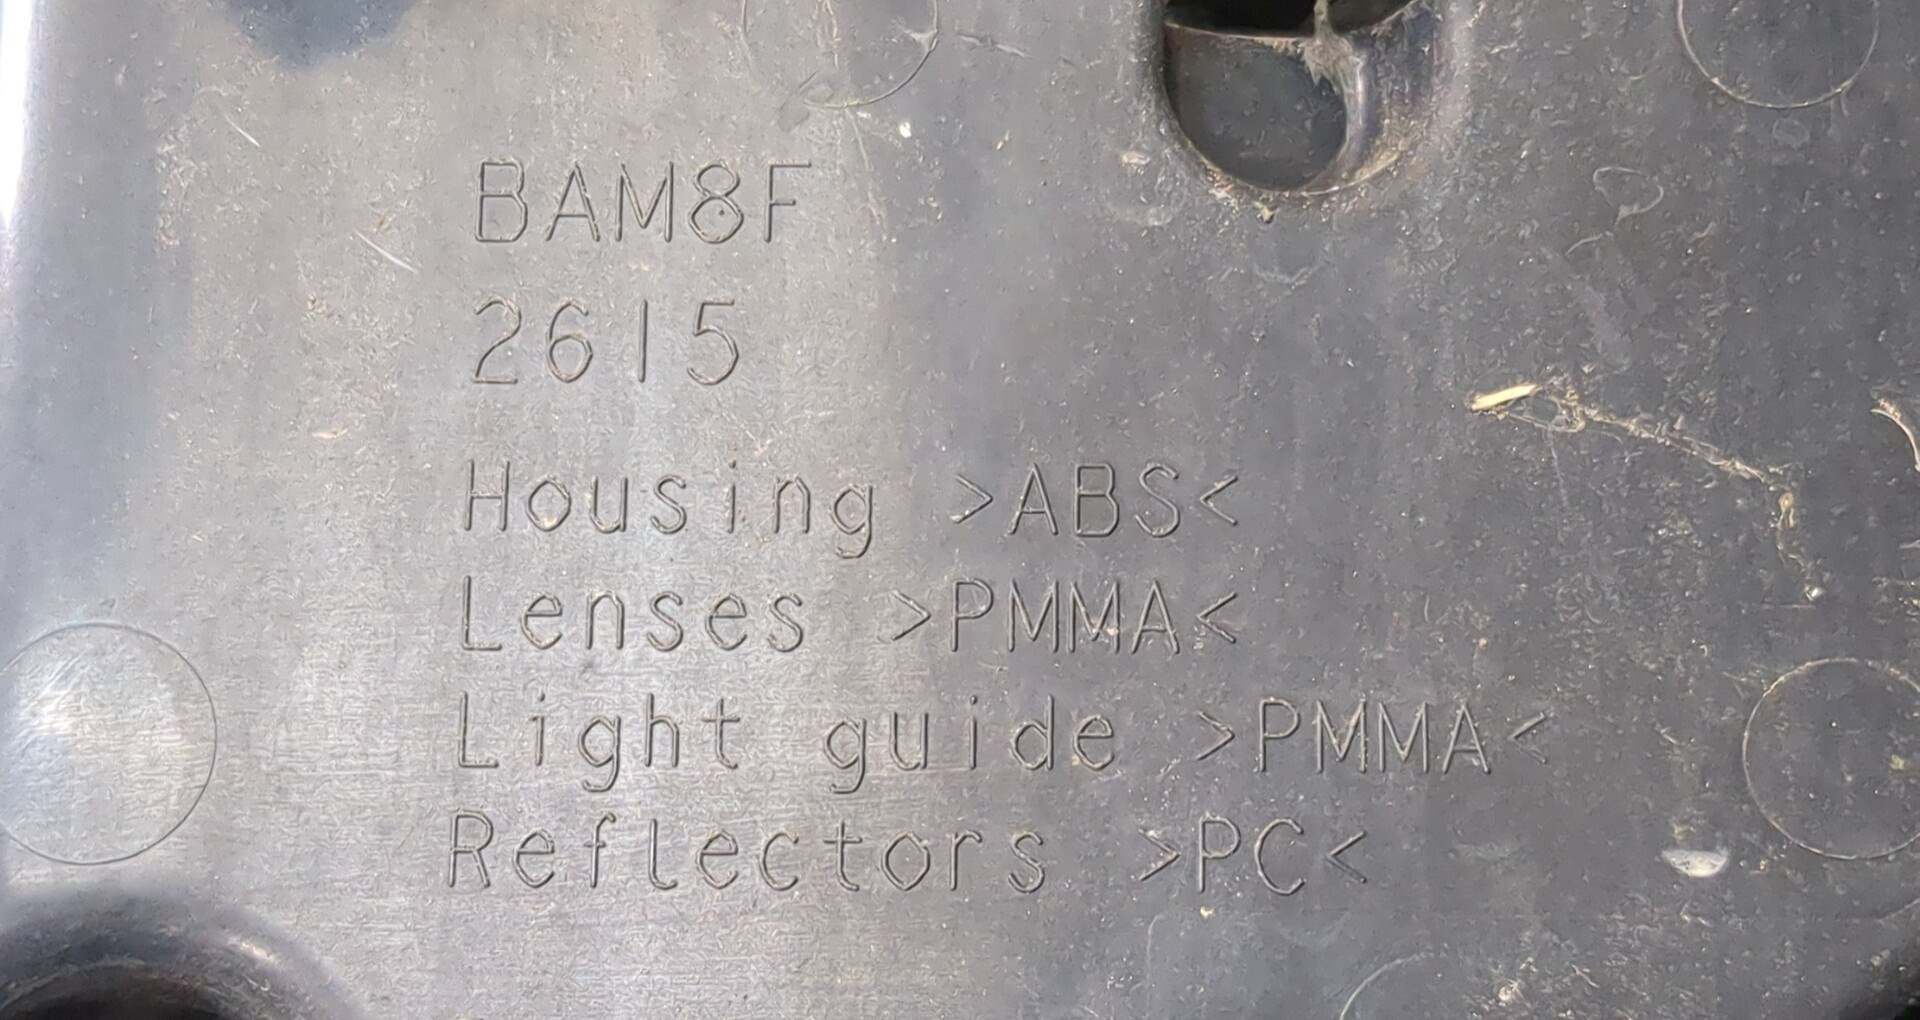 BAM8F
2615
Housing >ABS<
Lenses >PMMA<
Light guide >PMMA<
Reflectors >PC<